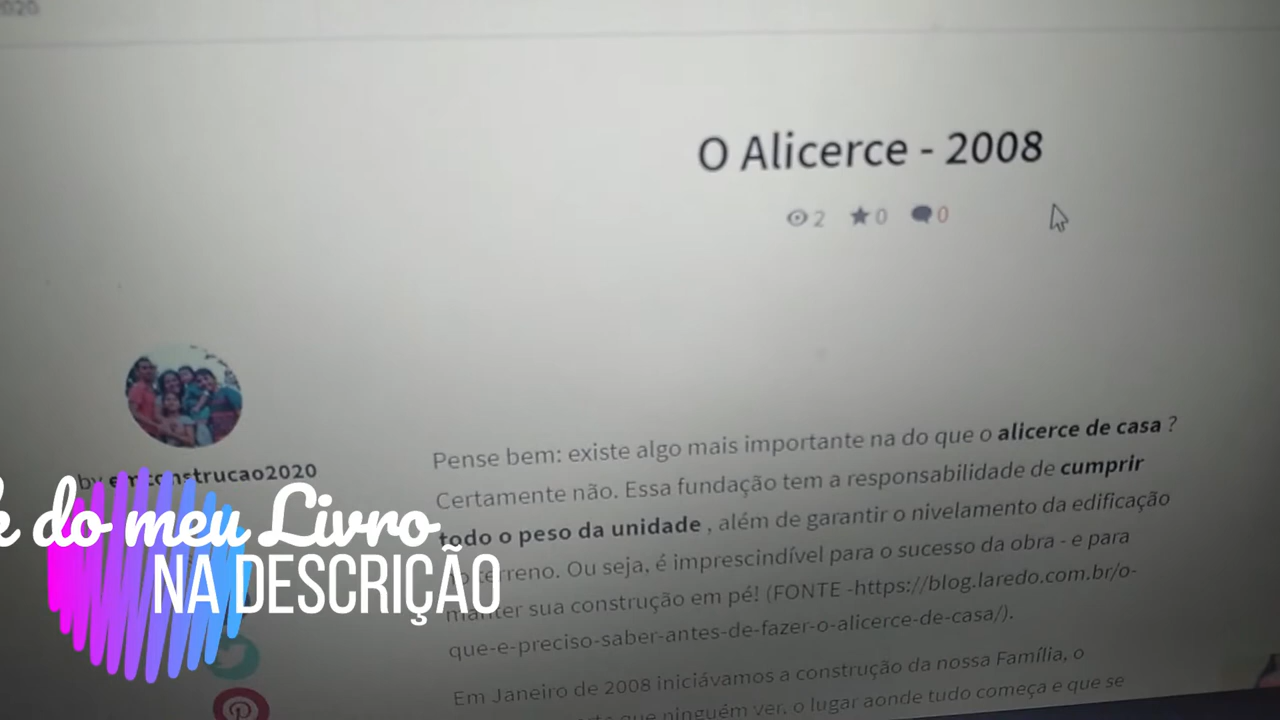 2020
O Alicerce - 2008
2 0 0
by emconstrucao2020
do meu Livro
NA DESCRIÇÃO
Pense bem: existe algo mais importante na do que o alicerce de casa ?
Certamente não. Essa fundação tem a responsabilidade de cumprir
todo o peso da unidade , além de garantir o nivelamento da edificação
no terreno. Ou seja, é imprescindível para o sucesso da obra - e para
manter sua construção em pé! (FONTE -https://blog.laredo.com.br/o-
que-e-preciso-saber-antes-de-fazer-o-alicerce-de-casa/).
Em Janeiro de 2008 iniciávamos a construção da nossa Família, o
que ninguém ver, o lugar aonde tudo começa e que se